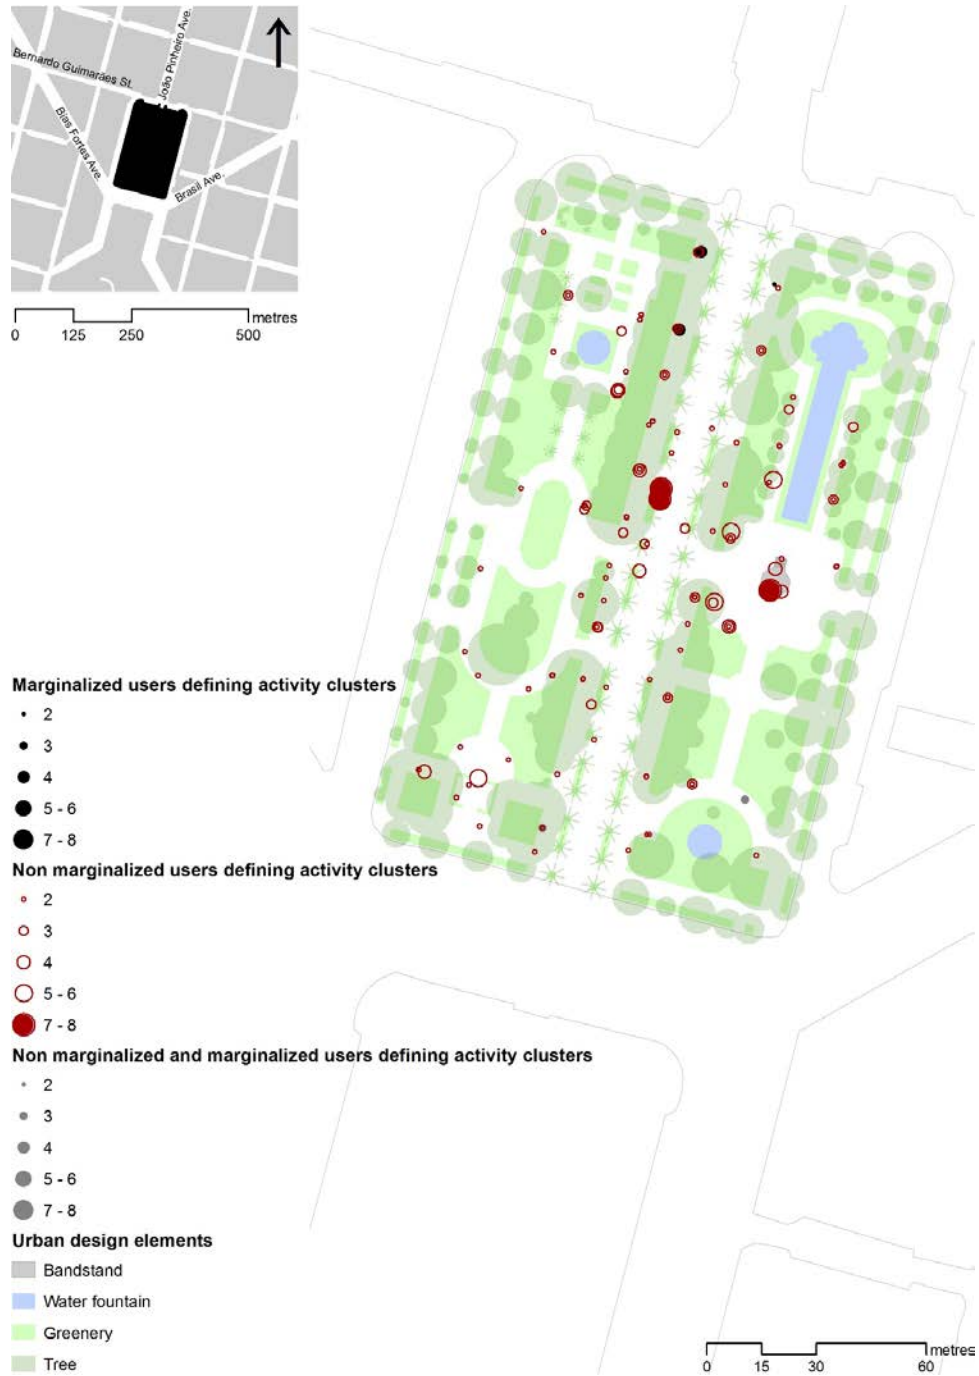 João Pinheiro Ave.
Bernardo Guimarães St.
Bias Fortes Ave.
Brasil Ave.
metres
0 125 250 500
Marginalized users defining activity clusters
2
3
4
5 - 6
7 - 8
Non marginalized users defining activity clusters
2
3
4
5 - 6
7 - 8
Non marginalized and marginalized users defining activity clusters
2
3
4
5 - 6
7 - 8
Urban design elements
Bandstand
Water fountain
Greenery
Tree
metres
0 15 30 60